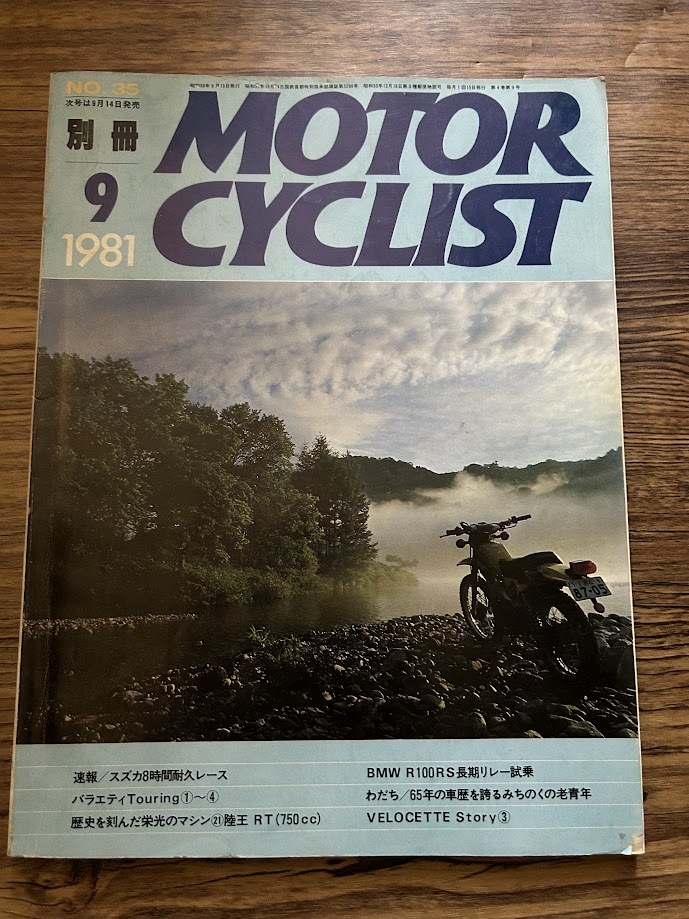 NO. 35
次号は9月14日発売
別冊
9
1981
MOTOR
CYCLIST
87-05
速報/スズカ8時間耐久レース
バラエティTouring①〜④
歴史を刻んだ栄光のマシン㉑陸王 RT(750cc)
BMW R100RS長期リレー試乗
わだち/65年の車歴を誇るみちのくの老青年
VELOCETTE Story③